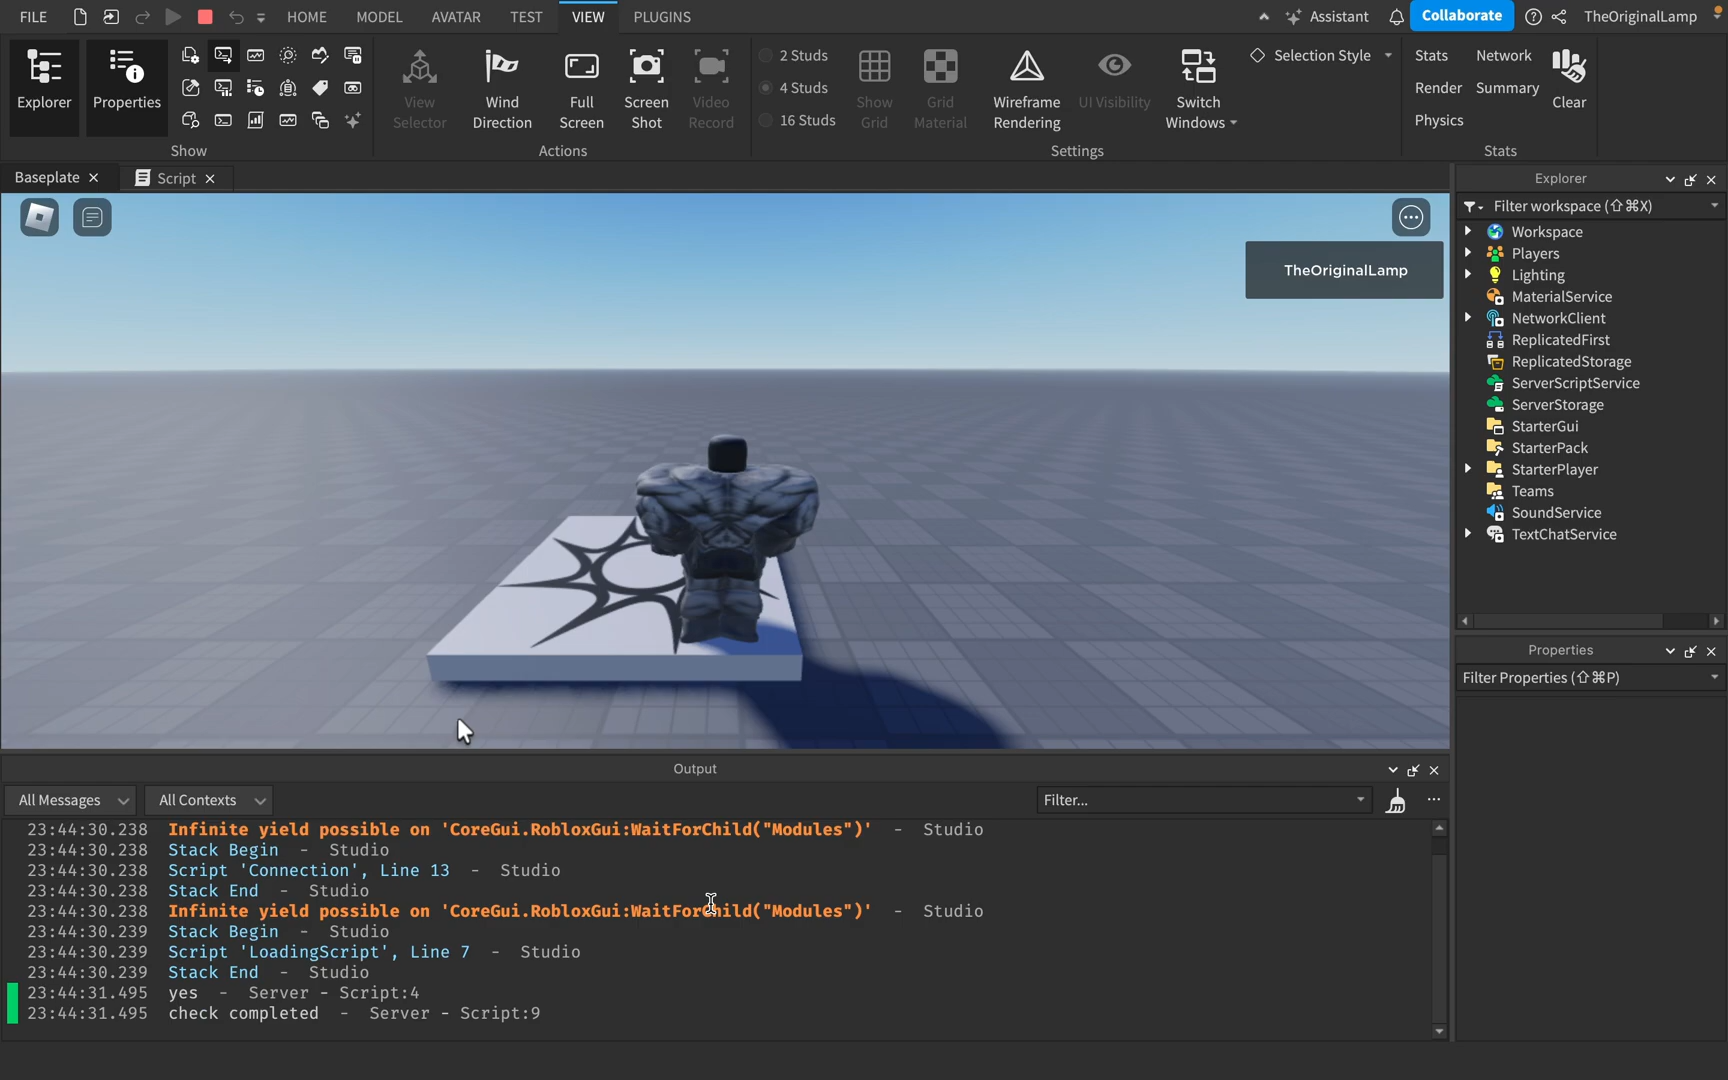 FILE HOME MODEL AVATAR TEST VIEW PLUGINS Assistant Collaborate TheOriginalLamp
Explorer Properties
Show
View Selector
Wind Direction
Full Screen
Screen Shot
Video Record
Actions
2 Studs
4 Studs
16 Studs
Show Grid
Grid Material
Wireframe Rendering
UI Visibility
Switch Windows
Selection Style
Settings
Stats Network
Render Summary
Physics
Clear
Stats
Baseplate Script
TheOriginalLamp
Explorer
Filter workspace (⇧⌘X)
Workspace
Players
Lighting
MaterialService
NetworkClient
ReplicatedFirst
ReplicatedStorage
ServerScriptService
ServerStorage
StarterGui
StarterPack
StarterPlayer
Teams
SoundService
TextChatService
Properties
Filter Properties (⇧⌘P)
Output
All Messages All Contexts Filter...
23:44:30.238 Infinite yield possible on 'CoreGui.RobloxGui:WaitForChild("Modules")' - Studio
23:44:30.238 Stack Begin - Studio
23:44:30.238 Script 'Connection', Line 13 - Studio
23:44:30.238 Stack End - Studio
23:44:30.238 Infinite yield possible on 'CoreGui.RobloxGui:WaitForChild("Modules")' - Studio
23:44:30.239 Stack Begin - Studio
23:44:30.239 Script 'LoadingScript', Line 7 - Studio
23:44:30.239 Stack End - Studio
23:44:31.495 yes - Server - Script:4
23:44:31.495 check completed - Server - Script:9